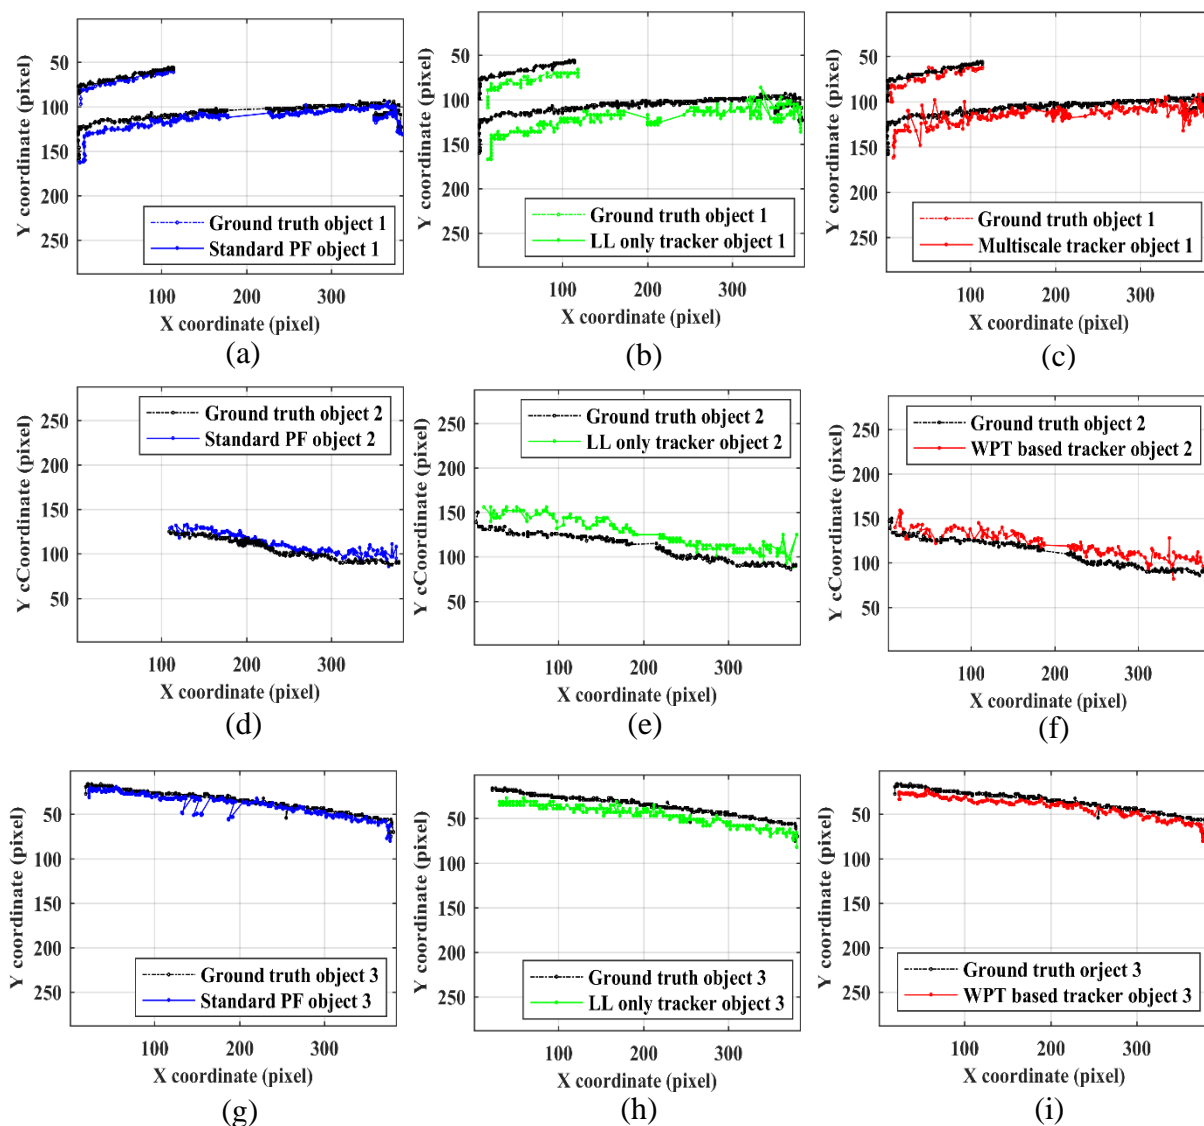 50
100
150
200
250
Y coordinate (pixel)
Ground truth object 1
Standard PF object 1
100
200
300
X coordinate (pixel)
(a)
50
100
150
200
250
Y coordinate (pixel)
Ground truth object 1
LL only tracker object 1
100
200
300
X coordinate (pixel)
(b)
50
100
150
200
250
Y coordinate (pixel)
Ground truth object 1
Multiscale tracker object 1
100
200
300
X coordinate (pixel)
(c)
250
200
150
100
50
Y cCoordinate (pixel)
Ground truth object 2
Standard PF object 2
100
200
300
X coordinate (pixel)
(d)
250
200
150
100
50
Y cCoordinate (pixel)
Ground truth object 2
LL only tracker object 2
100
200
300
X coordinate (pixel)
(e)
250
200
150
100
50
Y cCoordinate (pixel)
Ground truth object 2
WPT based tracker object 2
100
200
300
X coordinate (pixel)
(f)
50
100
150
200
250
Y coordinate (pixel)
Ground truth object 3
Standard PF object 3
100
200
300
X coordinate (pixel)
(g)
50
100
150
200
250
Y coordinate (pixel)
Ground truth object 3
LL only tracker object 3
100
200
300
X coordinate (pixel)
(h)
50
100
150
200
250
Y coordinate (pixel)
Ground truth orject 3
WPT based tracker object 3
100
200
300
X coordinate (pixel)
(i)